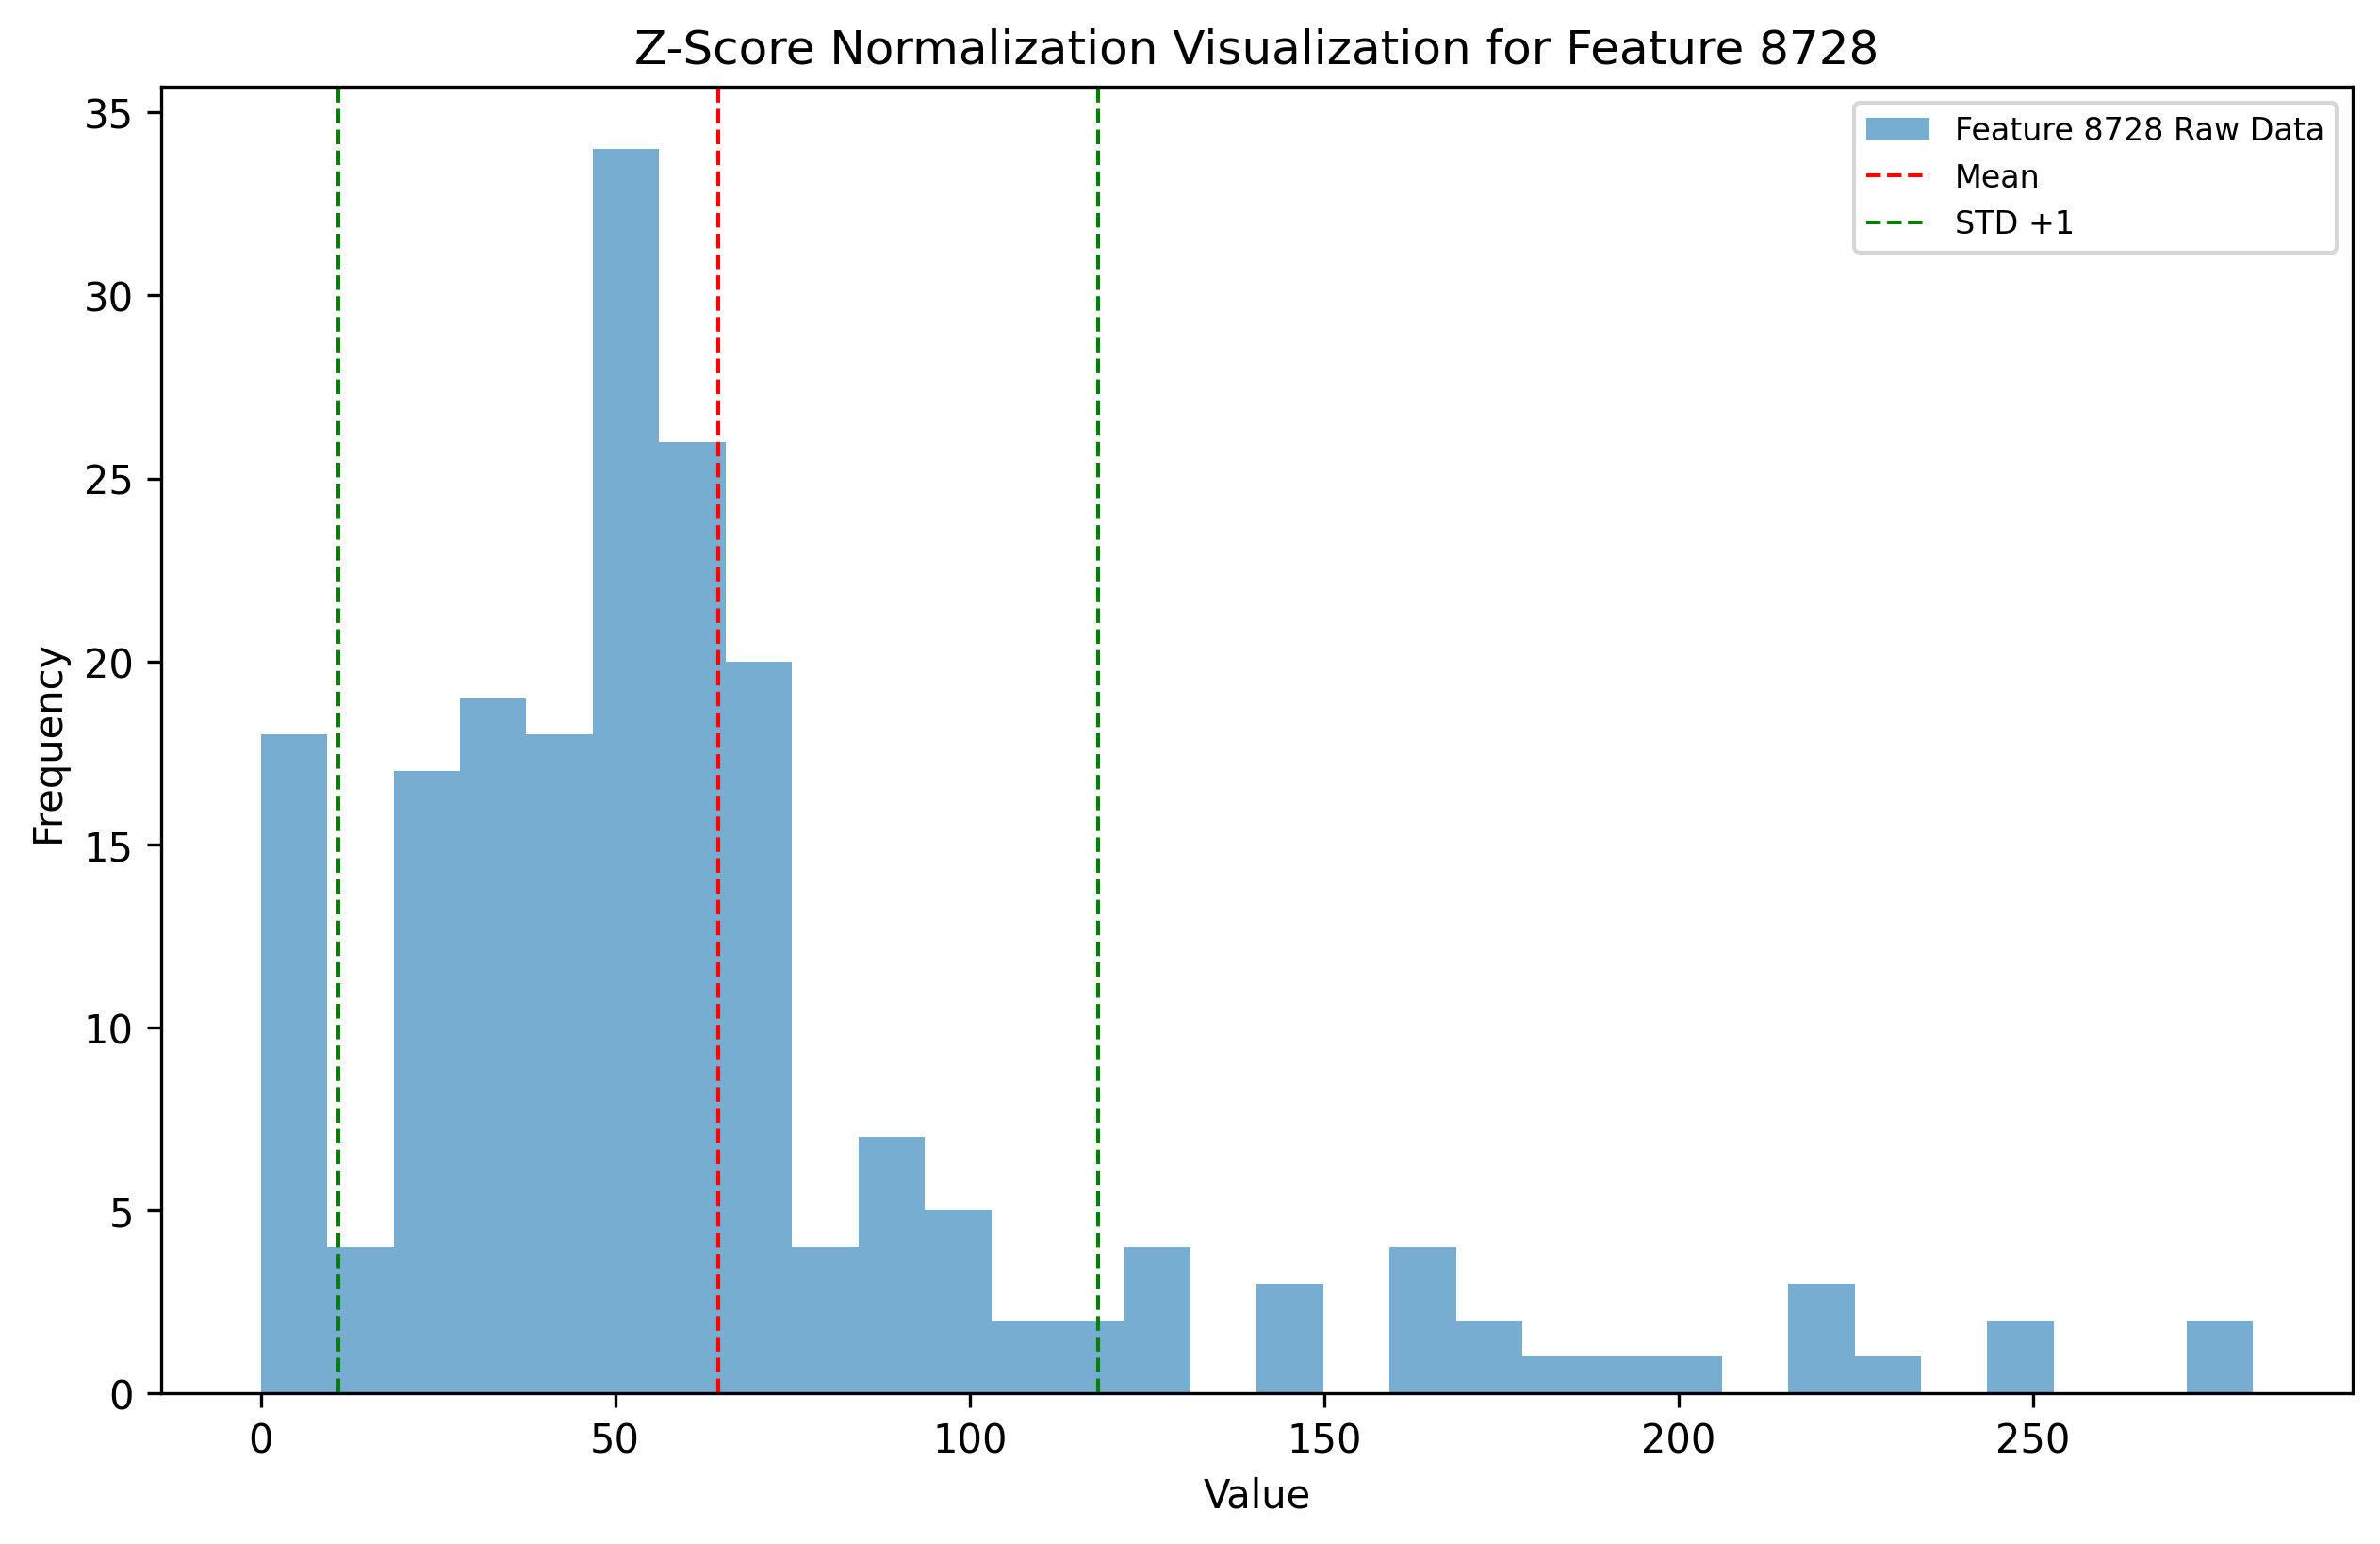 Z-Score Normalization Visualization for Feature 8728
Feature 8728 Raw Data
Mean
STD +1
35
30
25
20
15
10
5
0
Frequency
0 50 100 150 200 250
Value